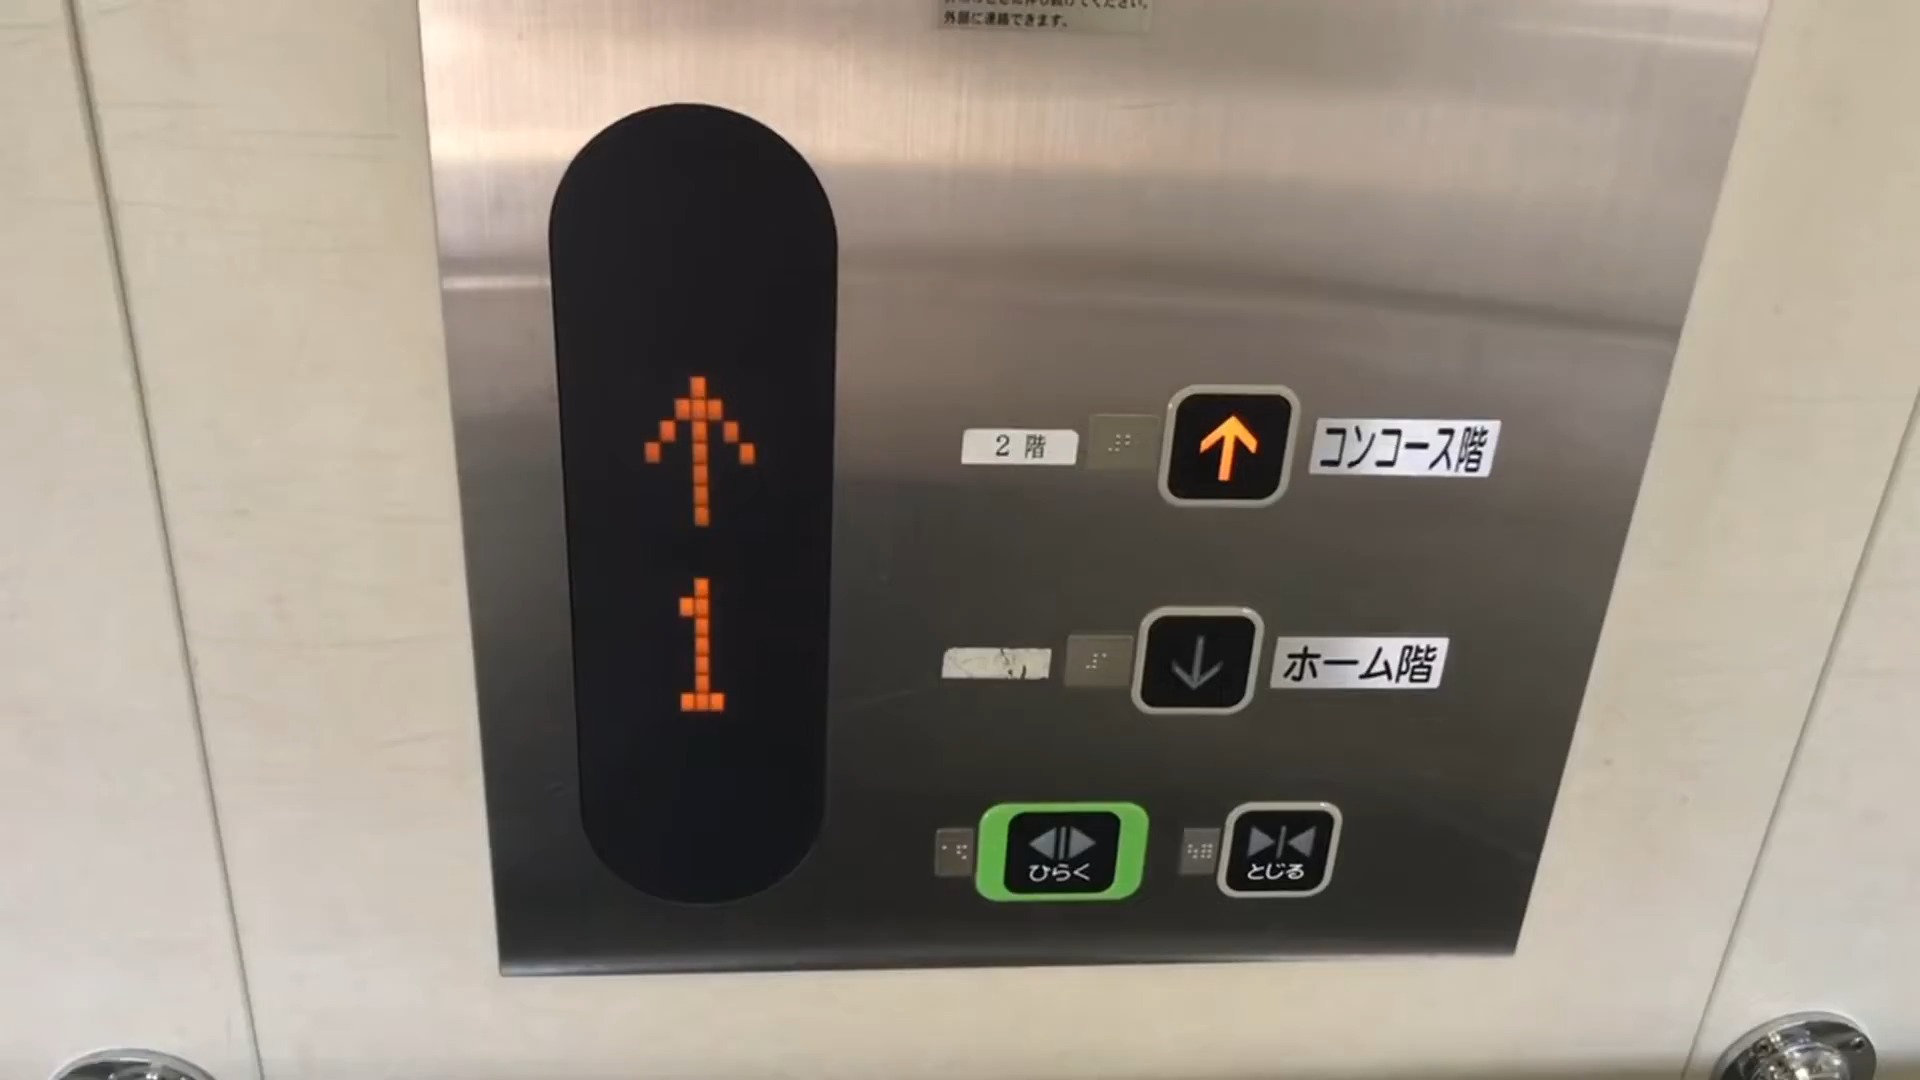 外部に連絡できます。
1
2 階
コンコース階
ホーム階
ひらく
とじる